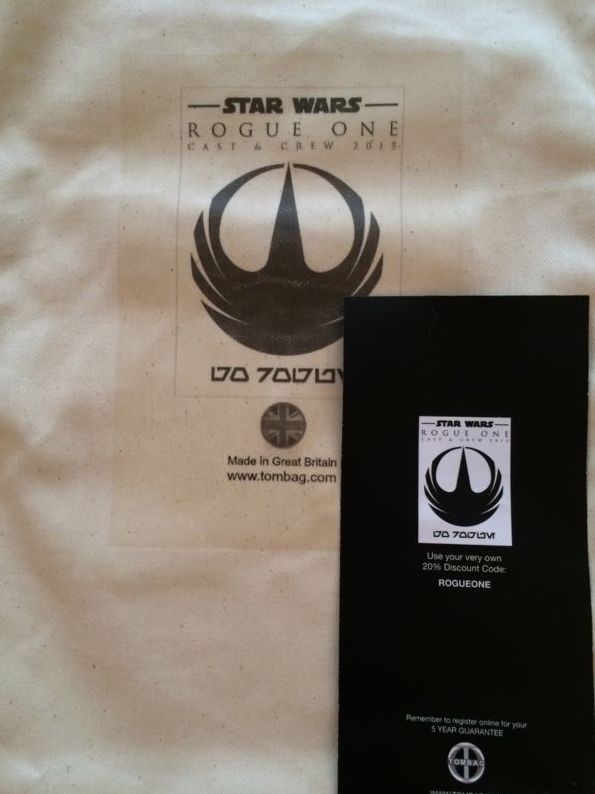 STAR WARS
ROGUE ONE
CAST & CREW 2015
Made in Great Britain
www.tombag.com
STAR WARS
ROGUE ONE
CAST & CREW 2015
Use your very own
20% Discount Code:
ROGUEONE
Remember to register online for your
5 YEAR GUARANTEE
TOMBAG